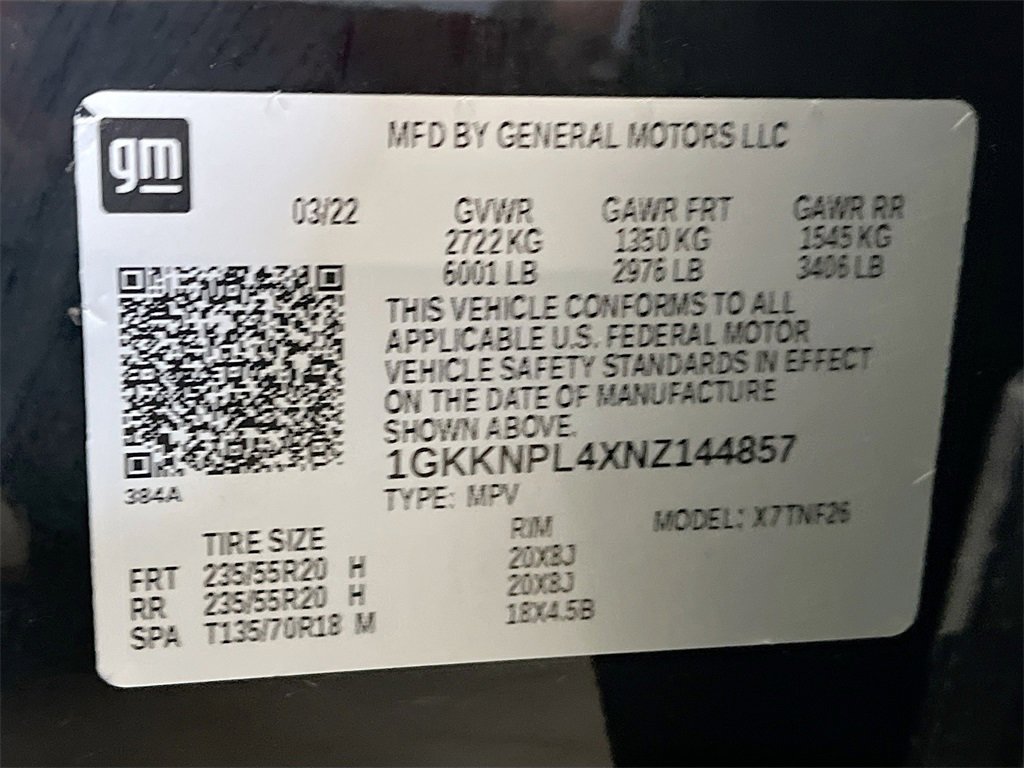 gm
MFD BY GENERAL MOTORS LLC
03/22 GVWR GAWR FRT GAWR RR
2722 KG 1350 KG 1545 KG
6001 LB 2976 LB 3406 LB
THIS VEHICLE CONFORMS TO ALL
APPLICABLE U.S. FEDERAL MOTOR
VEHICLE SAFETY STANDARDS IN EFFECT
ON THE DATE OF MANUFACTURE
SHOWN ABOVE.
1GKKNPL4XNZ144857
384A
TYPE: MPV
MODEL: X7TNF26
TIRE SIZE RIM
FRT 235/55R20 H 20X8J
RR 235/55R20 H 20X8J
SPA T135/70R18 M 18X4.5B